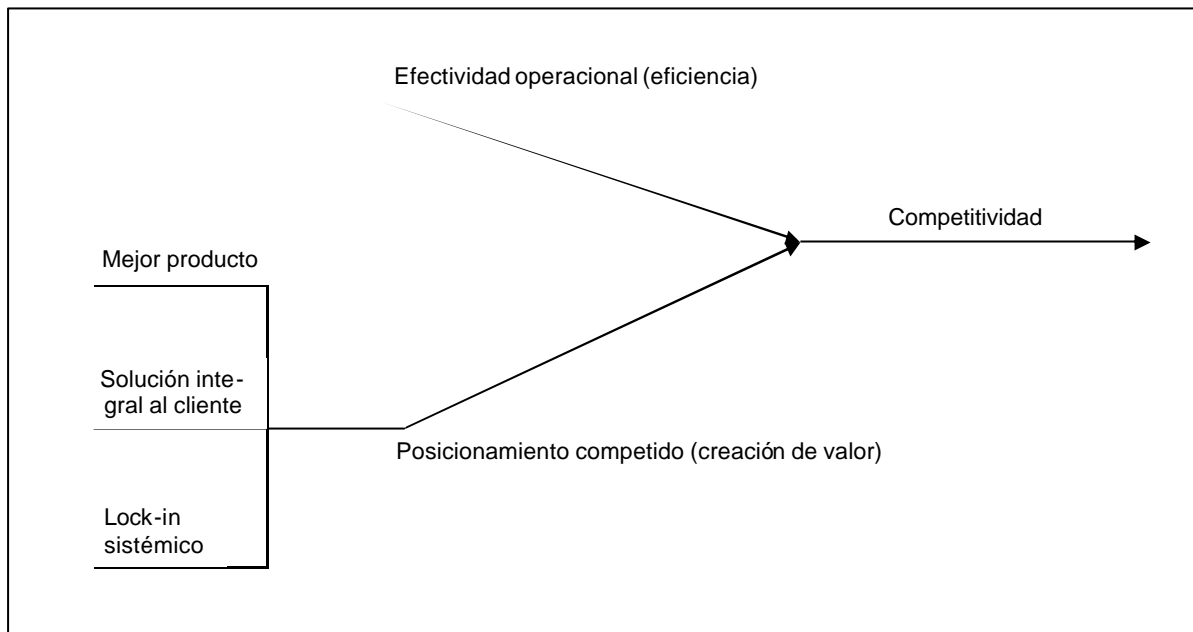 Efectividad operacional (eficiencia)
Competitividad
Mejor producto
Solución inte-
gral al cliente
Posicionamiento competido (creación de valor)
Lock-in
sistémico